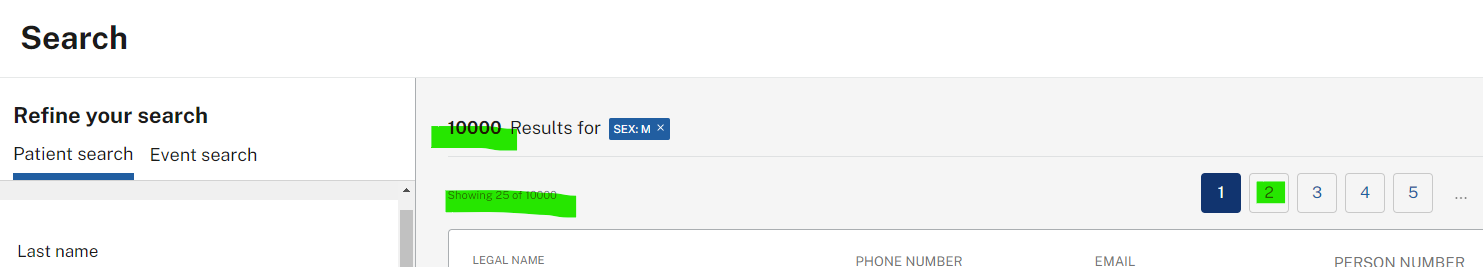 Search
Refine your search
Patient search Event search
Last name
10000 Results for SEX: M ×
Showing 25 of 10000
1 2 3 4 5 ...
LEGAL NAME PHONE NUMBER EMAIL PERSON NUMBER